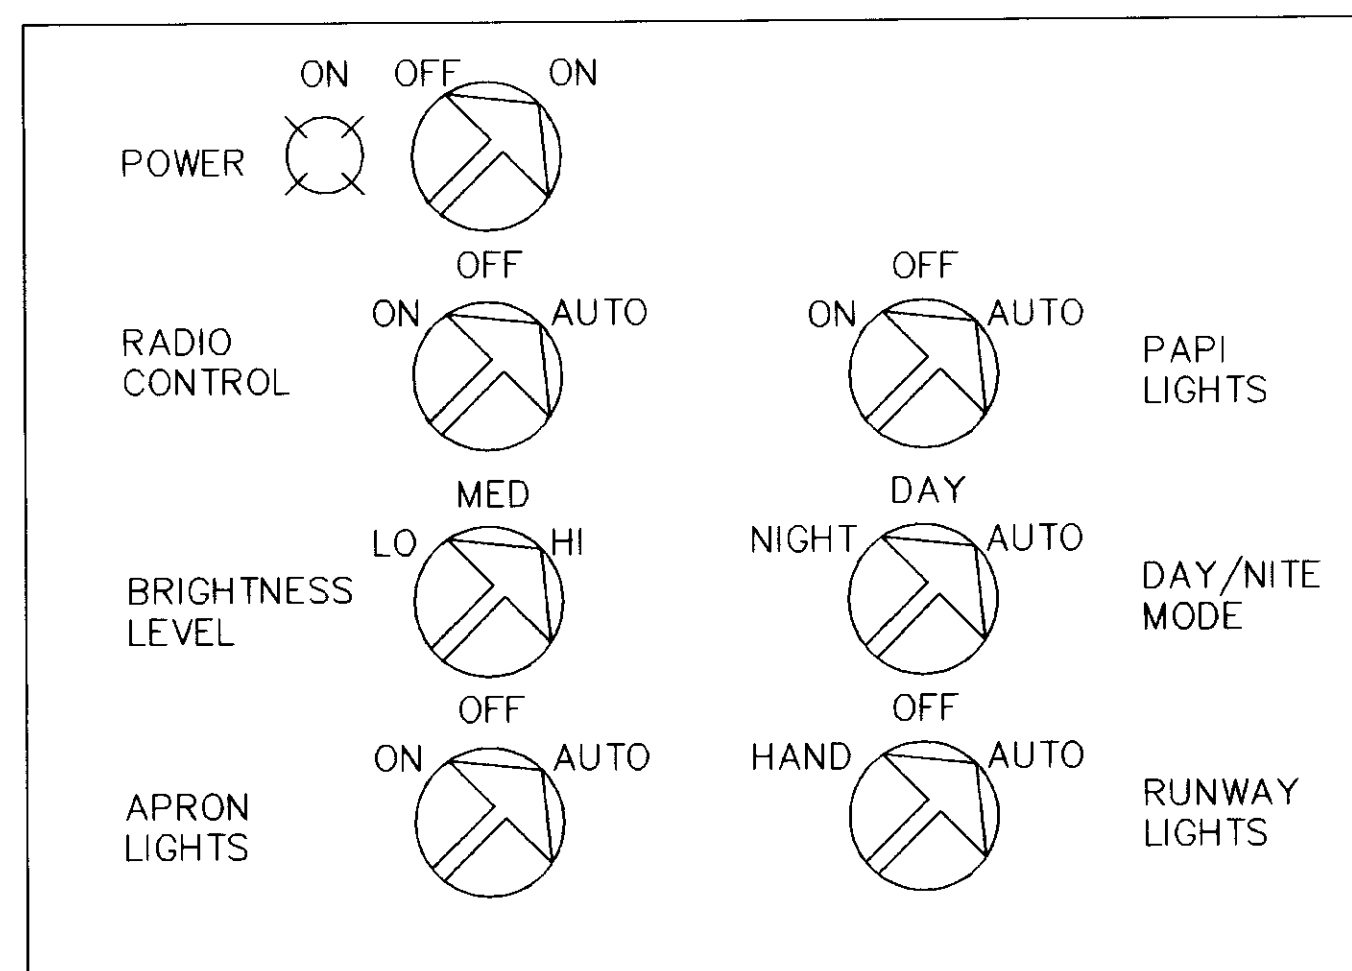 ON OFF ON
POWER
OFF OFF
ON AUTO ON AUTO
RADIO CONTROL PAPI LIGHTS
MED DAY
LO HI NIGHT AUTO
BRIGHTNESS LEVEL DAY/NITE MODE
OFF OFF
ON AUTO HAND AUTO
APRON LIGHTS RUNWAY LIGHTS